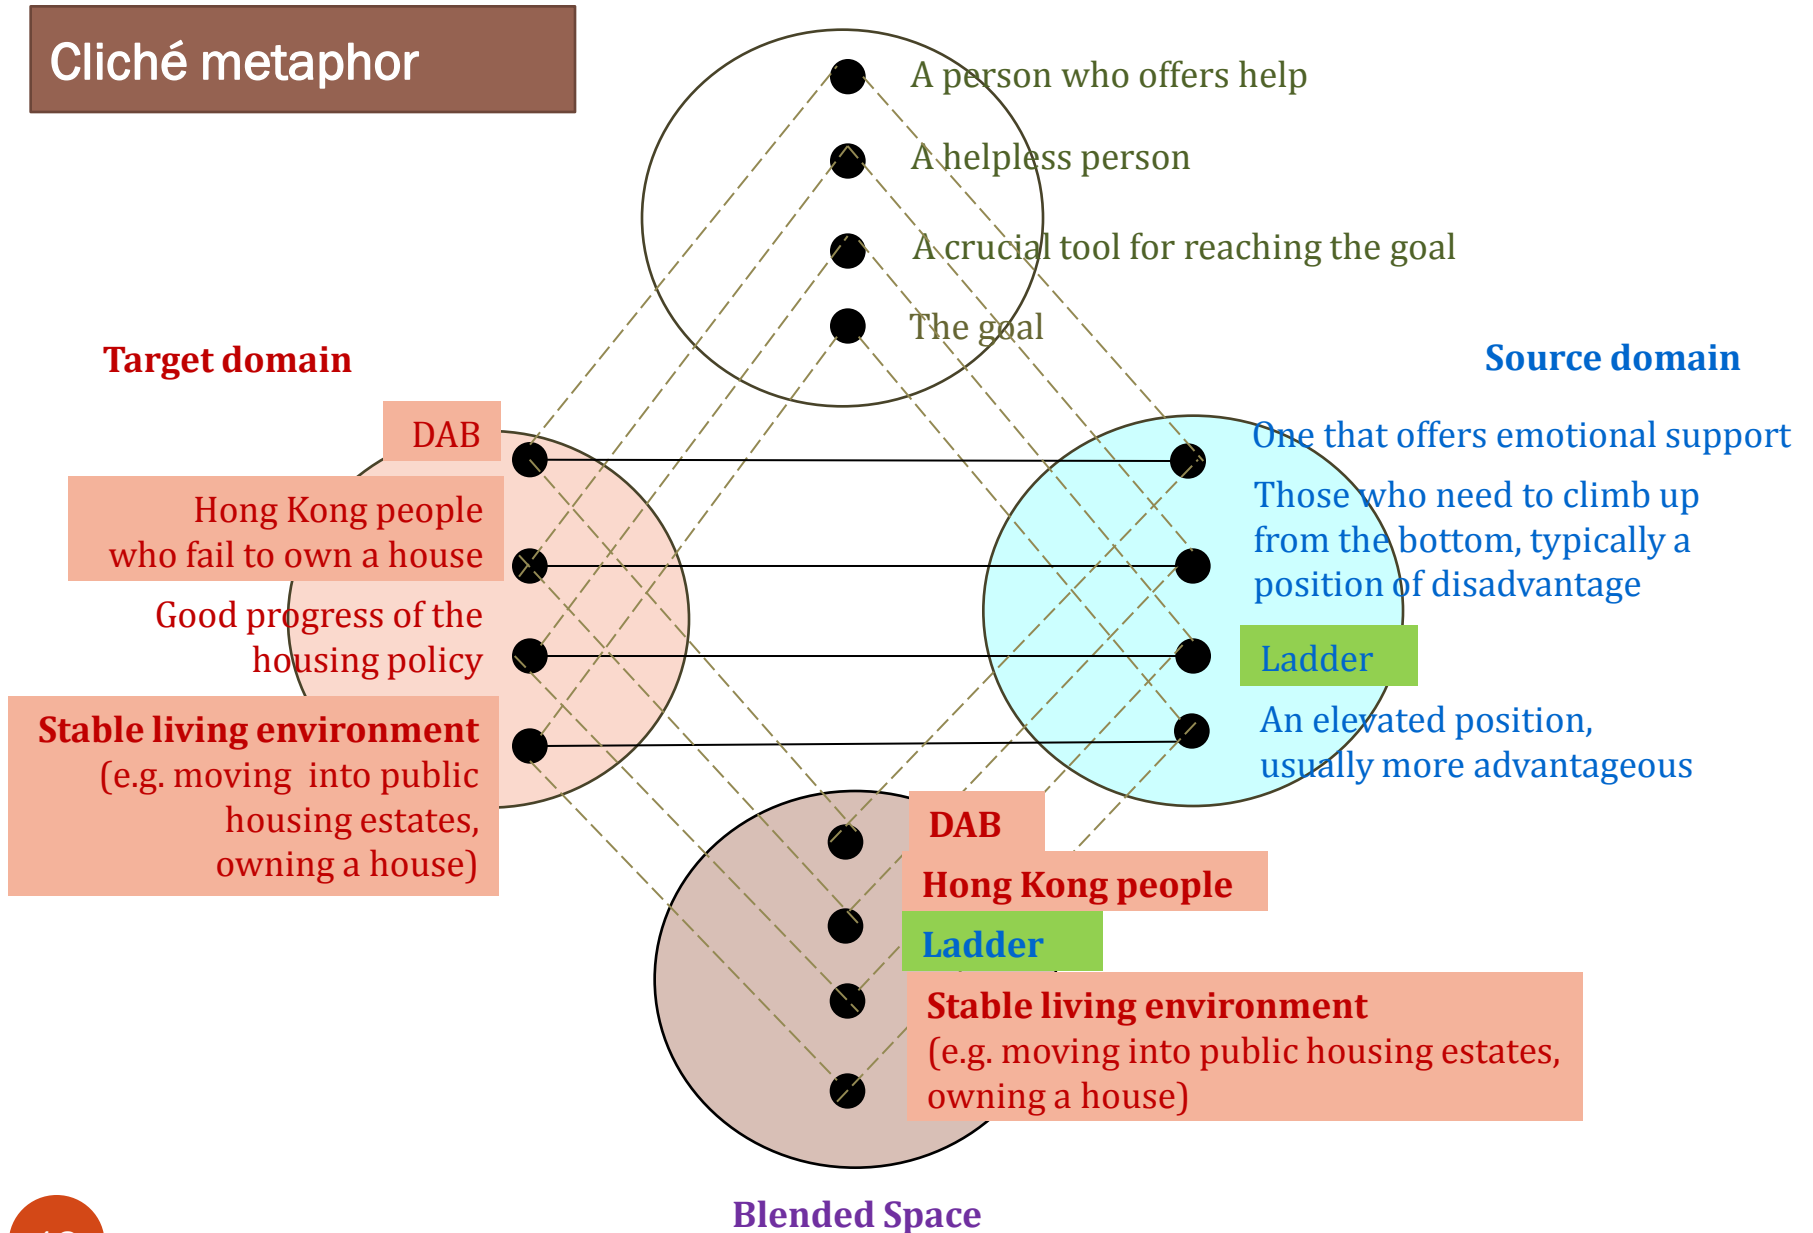 Cliché metaphor
A person who offers help
A helpless person
A crucial tool for reaching the goal
The goal
Target domain
DAB
Hong Kong people
who fail to own a house
Good progress of the
housing policy
Stable living environment
(e.g. moving into public
housing estates,
owning a house)
Source domain
One that offers emotional support
Those who need to climb up
from the bottom, typically a
position of disadvantage
Ladder
An elevated position,
usually more advantageous
DAB
Hong Kong people
Ladder
Stable living environment
(e.g. moving into public housing estates,
owning a house)
Blended Space